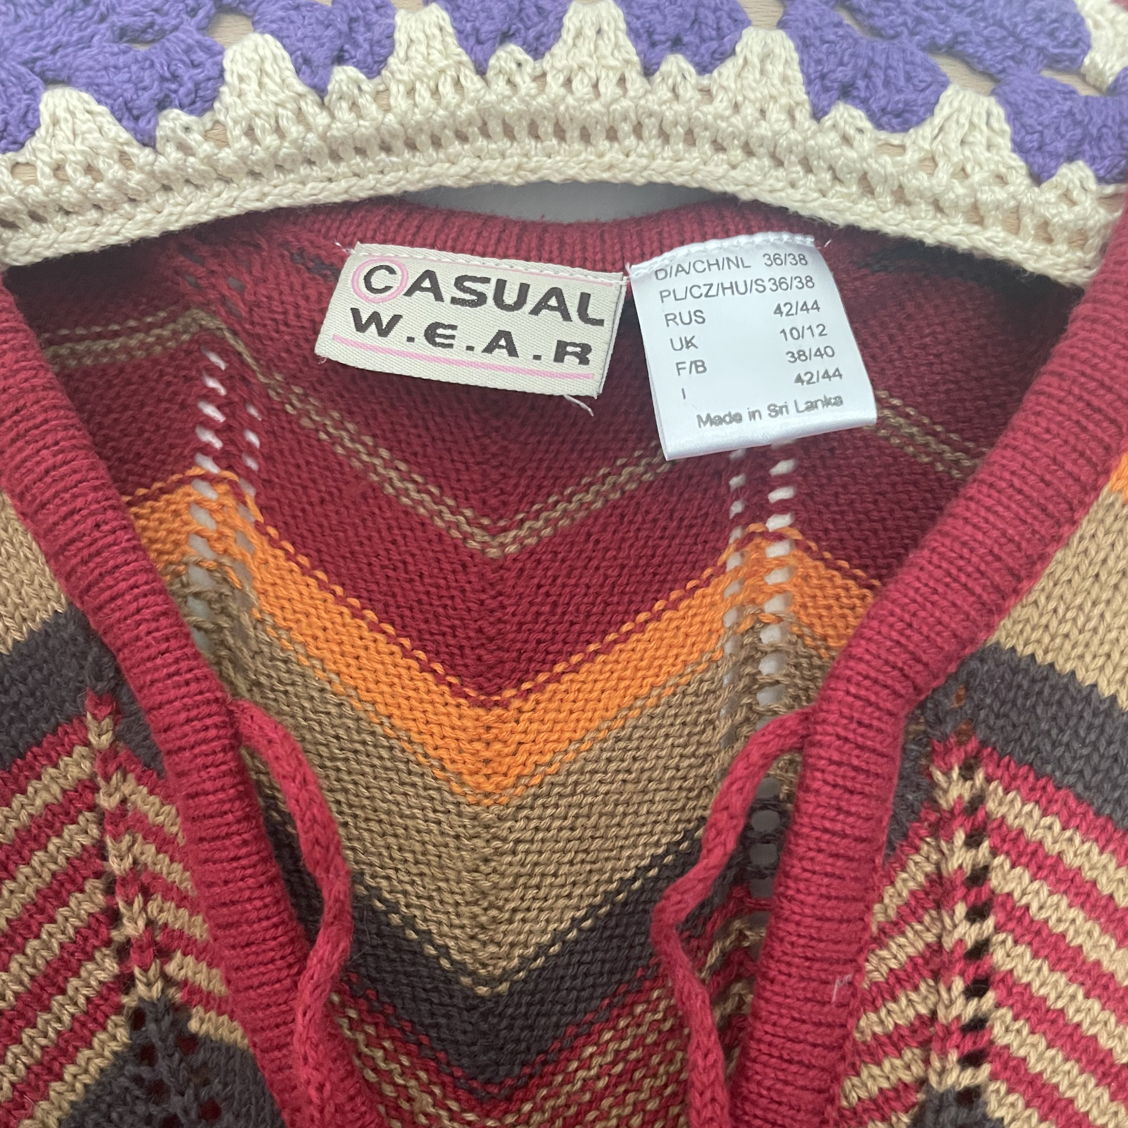 CASUAL
W.E.A.R
D/A/CH/NL 36/38
PL/CZ/HU/S 36/38
RUS 42/44
UK 10/12
F/B 38/40
I 42/44
Made in Sri Lanka